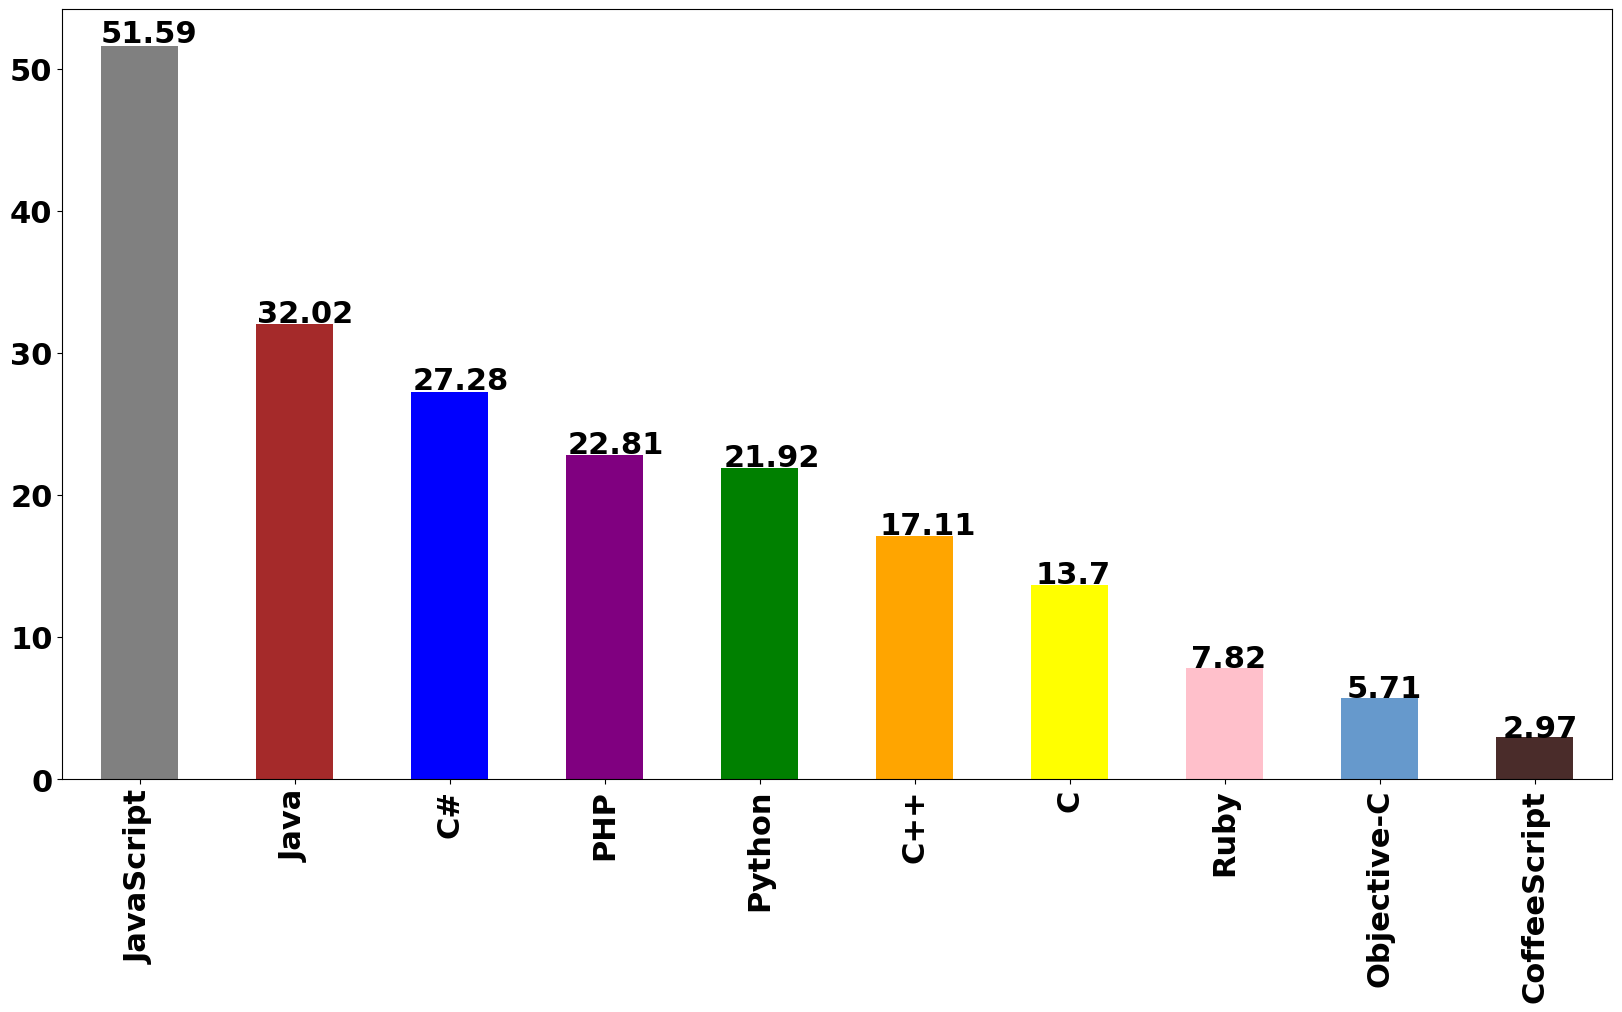 51.59
32.02
27.28
22.81
21.92
17.11
13.7
7.82
5.71
2.97
50
40
30
20
10
0
JavaScript
Java
C#
PHP
Python
C++
C
Ruby
Objective-C
CoffeeScript